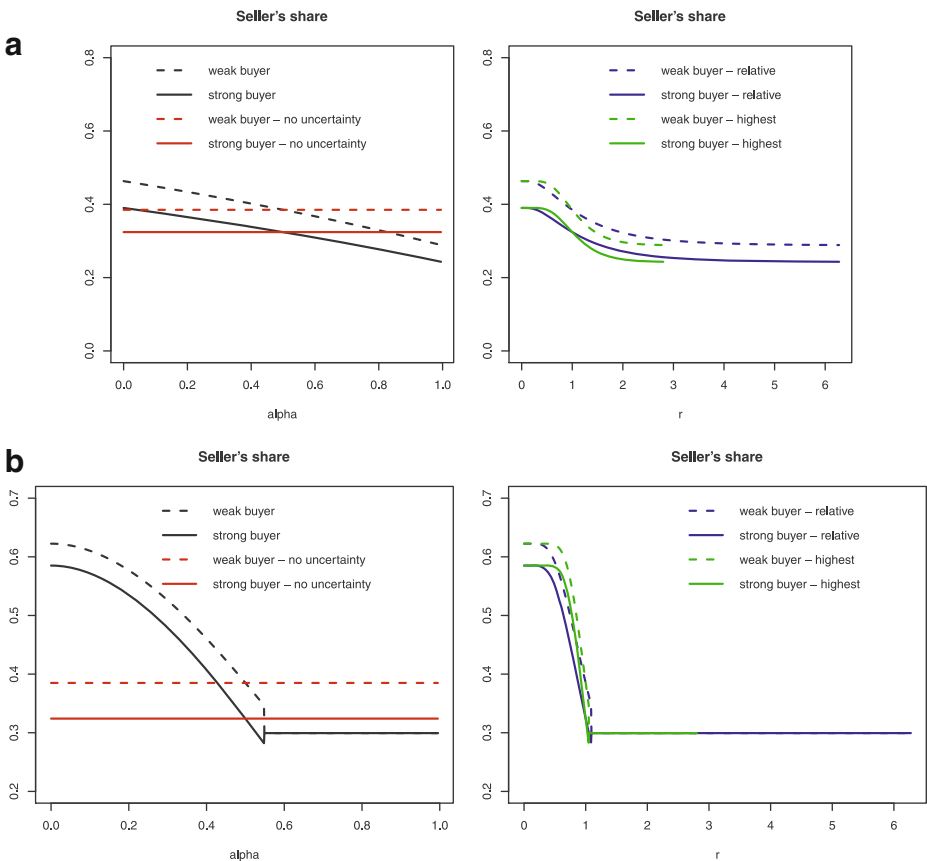 a
Seller's share
weak buyer
strong buyer
weak buyer – no uncertainty
strong buyer – no uncertainty
0.0 0.2 0.4 0.6 0.8
0.0 0.2 0.4 0.6 0.8 1.0
alpha
Seller's share
weak buyer – relative
strong buyer – relative
weak buyer – highest
strong buyer – highest
0.0 0.2 0.4 0.6 0.8
0 1 2 3 4 5 6
r
b
Seller's share
weak buyer
strong buyer
weak buyer – no uncertainty
strong buyer – no uncertainty
0.2 0.3 0.4 0.5 0.6 0.7
0.0 0.2 0.4 0.6 0.8 1.0
alpha
Seller's share
weak buyer – relative
strong buyer – relative
weak buyer – highest
strong buyer – highest
0.2 0.3 0.4 0.5 0.6 0.7
0 1 2 3 4 5 6
r